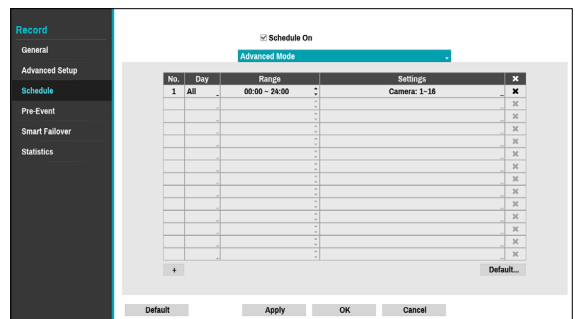 Record
General
Advanced Setup
Schedule
Pre-Event
Smart Failover
Statistics
Schedule On
Advanced Mode
No. Day Range Settings
1 All 00:00 ~ 24:00 Camera: 1~16
+ Default...
Default Apply OK Cancel